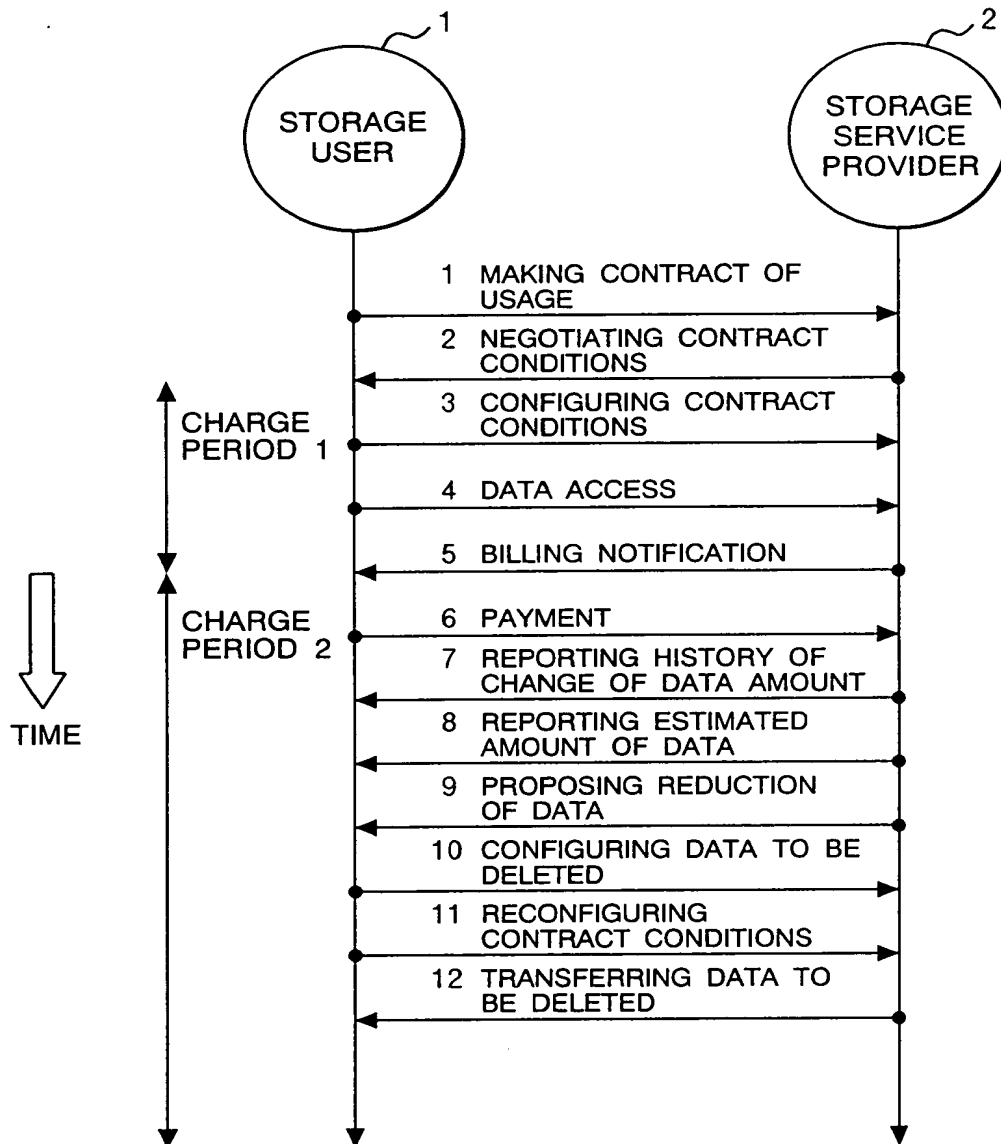 1
2
STORAGE
USER
STORAGE
SERVICE
PROVIDER
1 MAKING CONTRACT OF
USAGE
2 NEGOTIATING CONTRACT
CONDITIONS
3 CONFIGURING CONTRACT
CONDITIONS
CHARGE
PERIOD 1
4 DATA ACCESS
5 BILLING NOTIFICATION
CHARGE
PERIOD 2
6 PAYMENT
7 REPORTING HISTORY OF
CHANGE OF DATA AMOUNT
TIME
8 REPORTING ESTIMATED
AMOUNT OF DATA
9 PROPOSING REDUCTION
OF DATA
10 CONFIGURING DATA TO BE
DELETED
11 RECONFIGURING
CONTRACT CONDITIONS
12 TRANSFERRING DATA TO
BE DELETED